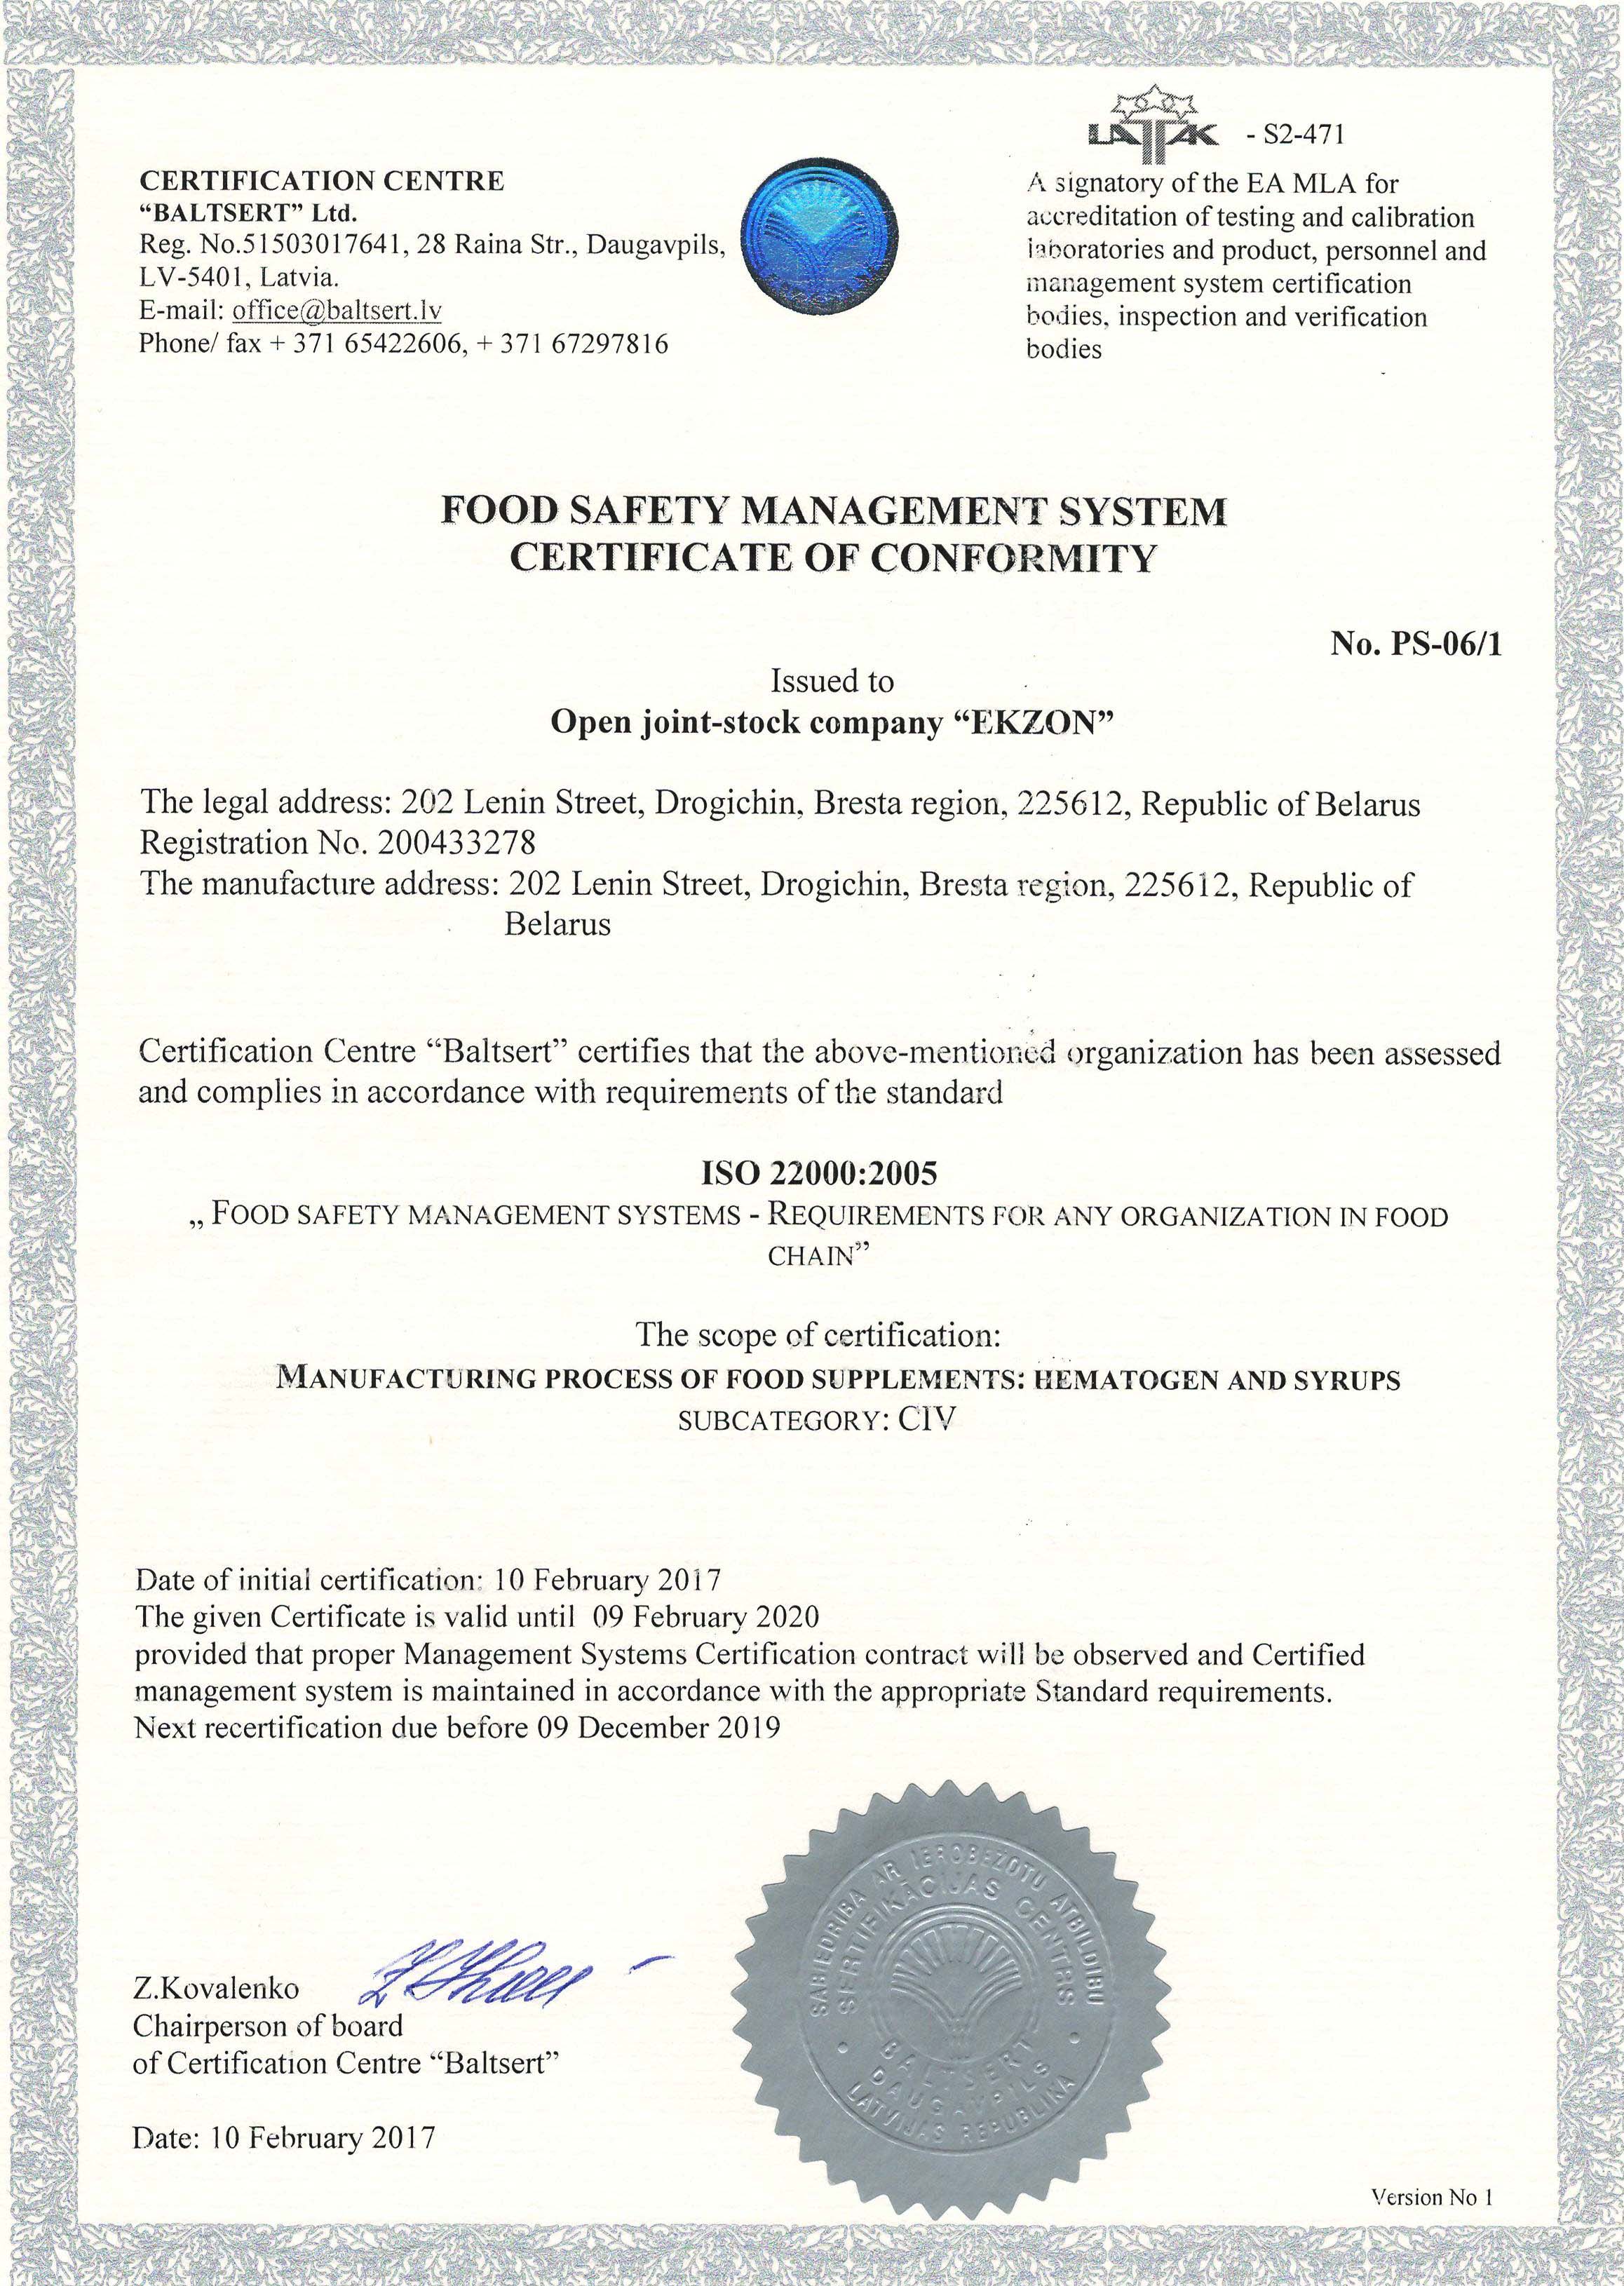 LATAK - S2-471
CERTIFICATION CENTRE
“BALTSERT” Ltd.
Reg. No.51503017641, 28 Raina Str., Daugavpils,
LV-5401, Latvia.
E-mail: office@baltsert.lv
Phone/ fax + 371 65422606, + 371 67297816
A signatory of the EA MLA for
accreditation of testing and calibration
laboratories and product, personnel and
management system certification
bodies, inspection and verification
bodies
FOOD SAFETY MANAGEMENT SYSTEM
CERTIFICATE OF CONFORMITY
No. PS-06/1
Issued to
Open joint-stock company “EKZON”
The legal address: 202 Lenin Street, Drogichin, Bresta region, 225612, Republic of Belarus
Registration No. 200433278
The manufacture address: 202 Lenin Street, Drogichin, Bresta region, 225612, Republic of
Belarus
Certification Centre “Baltsert” certifies that the above-mentioned organization has been assessed
and complies in accordance with requirements of the standard
ISO 22000:2005
„ FOOD SAFETY MANAGEMENT SYSTEMS - REQUIREMENTS FOR ANY ORGANIZATION IN FOOD
CHAIN”
The scope of certification:
MANUFACTURING PROCESS OF FOOD SUPPLEMENTS: HEMATOGEN AND SYRUPS
SUBCATEGORY: CIV
Date of initial certification: 10 February 2017
The given Certificate is valid until 09 February 2020
provided that proper Management Systems Certification contract will be observed and Certified
management system is maintained in accordance with the appropriate Standard requirements.
Next recertification due before 09 December 2019
Z.Kovalenko
Chairperson of board
of Certification Centre “Baltsert”
Date: 10 February 2017
SABIEDRĪBA AR IEROBEŽOTU ATBILDĪBU
SERTIFIKĀCIJAS CENTRS
BALTSERT
DAUGAVPILS
LATVIJAS REPUBLIKA
Version No 1